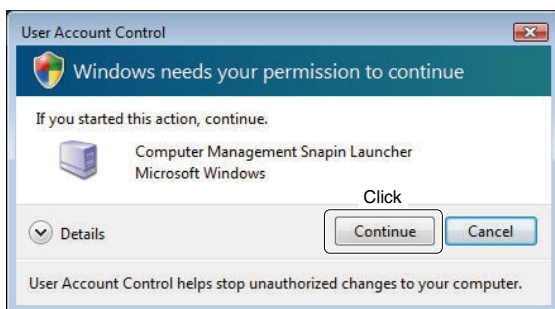 User Account Control
Windows needs your permission to continue
If you started this action, continue.
Computer Management Snapin Launcher
Microsoft Windows
Click
Details
Continue
Cancel
User Account Control helps stop unauthorized changes to your computer.